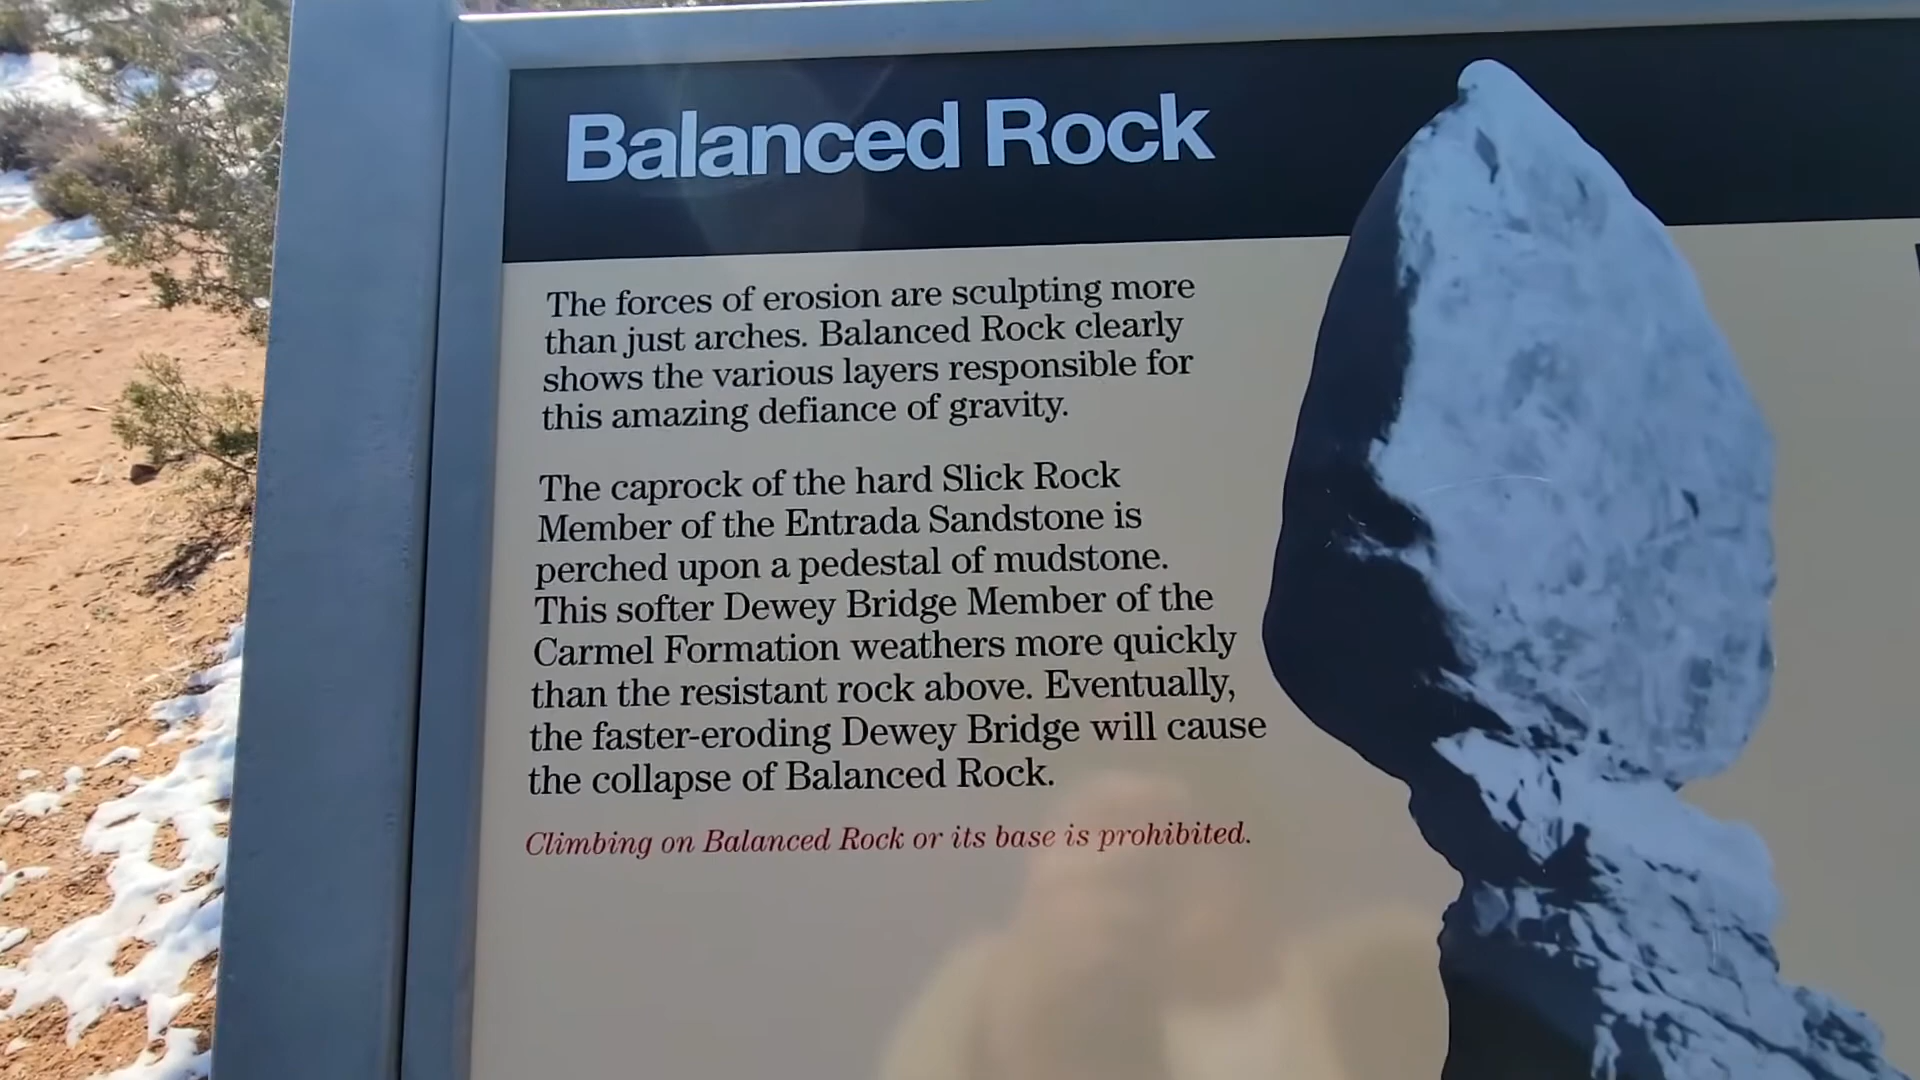 Balanced Rock
The forces of erosion are sculpting more
than just arches. Balanced Rock clearly
shows the various layers responsible for
this amazing defiance of gravity.
The caprock of the hard Slick Rock
Member of the Entrada Sandstone is
perched upon a pedestal of mudstone.
This softer Dewey Bridge Member of the
Carmel Formation weathers more quickly
than the resistant rock above. Eventually,
the faster-eroding Dewey Bridge will cause
the collapse of Balanced Rock.
Climbing on Balanced Rock or its base is prohibited.